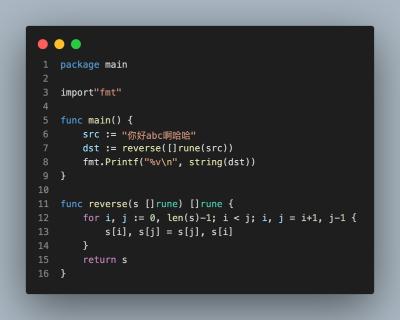 1 package main
2
3 import"fmt"
4
5 func main() {
6     src := "你好abc啊哈哈"
7     dst := reverse([]rune(src))
8     fmt.Printf("%v\n", string(dst))
9 }
10
11 func reverse(s []rune) []rune {
12     for i, j := 0, len(s)-1; i < j; i, j = i+1, j-1 {
13         s[i], s[j] = s[j], s[i]
14     }
15     return s
16 }